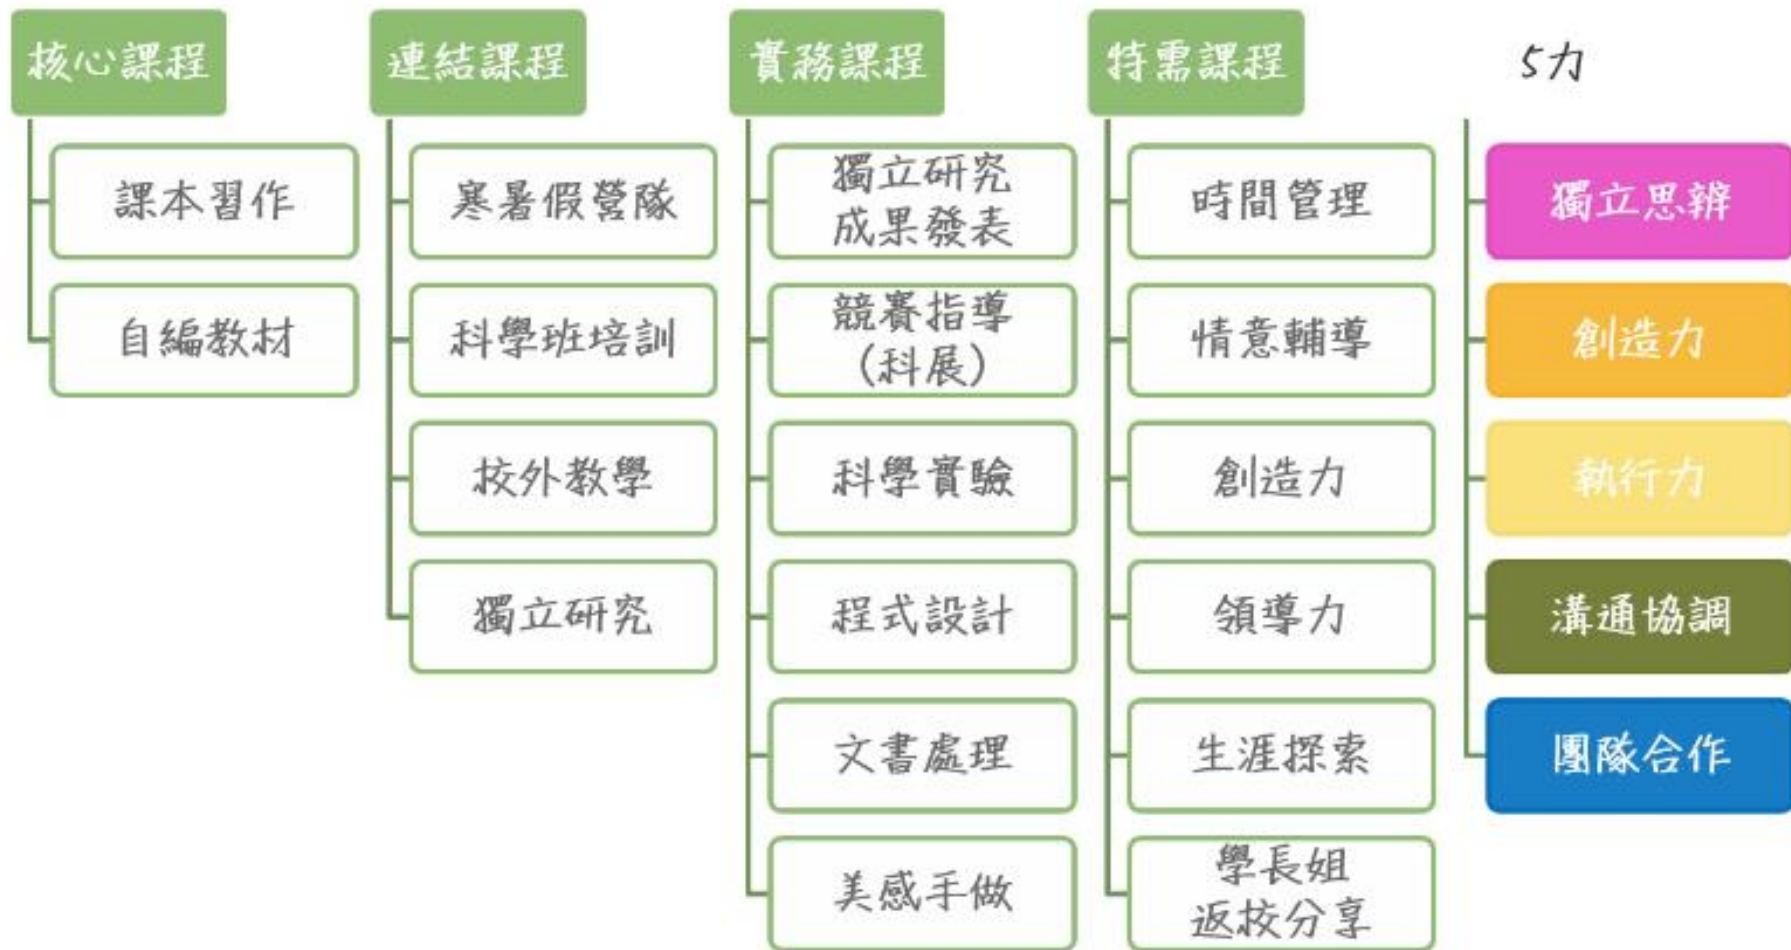 核心課程
課本習作
自編教材
連結課程
寒暑假營隊
科學班培訓
校外教學
獨立研究
實務課程
獨立研究
成果發表
競賽指導
(科展)
科學實驗
程式設計
文書處理
美感手做
特需課程
時間管理
情意輔導
創造力
領導力
生涯探索
學長姐
返校分享
5力
獨立思辨
創造力
執行力
溝通協調
團隊合作